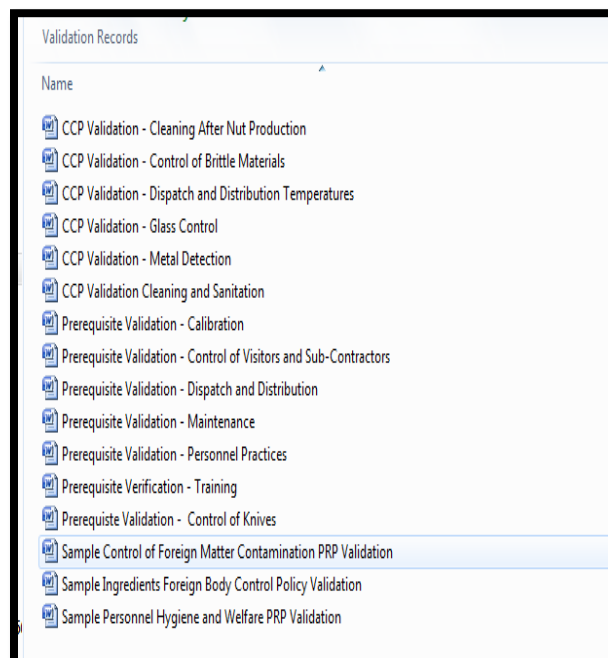 Validation Records
Name
CCP Validation - Cleaning After Nut Production
CCP Validation - Control of Brittle Materials
CCP Validation - Dispatch and Distribution Temperatures
CCP Validation - Glass Control
CCP Validation - Metal Detection
CCP Validation Cleaning and Sanitation
Prerequisite Validation - Calibration
Prerequisite Validation - Control of Visitors and Sub-Contractors
Prerequisite Validation - Dispatch and Distribution
Prerequisite Validation - Maintenance
Prerequisite Validation - Personnel Practices
Prerequisite Verification - Training
Prerequiste Validation -  Control of Knives
Sample Control of Foreign Matter Contamination PRP Validation
Sample Ingredients Foreign Body Control Policy Validation
Sample Personnel Hygiene and Welfare PRP Validation